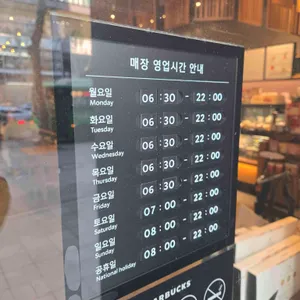 매장 영업시간 안내
월요일 06:30 - 22:00
Monday
화요일 06:30 - 22:00
Tuesday
수요일 06:30 - 22:00
Wednesday
목요일 06:30 - 22:00
Thursday
금요일 06:30 - 22:00
Friday
토요일 07:00 - 22:00
Saturday
일요일 08:00 - 22:00
Sunday
공휴일 08:00 - 22:00
National holiday
RBUCKS